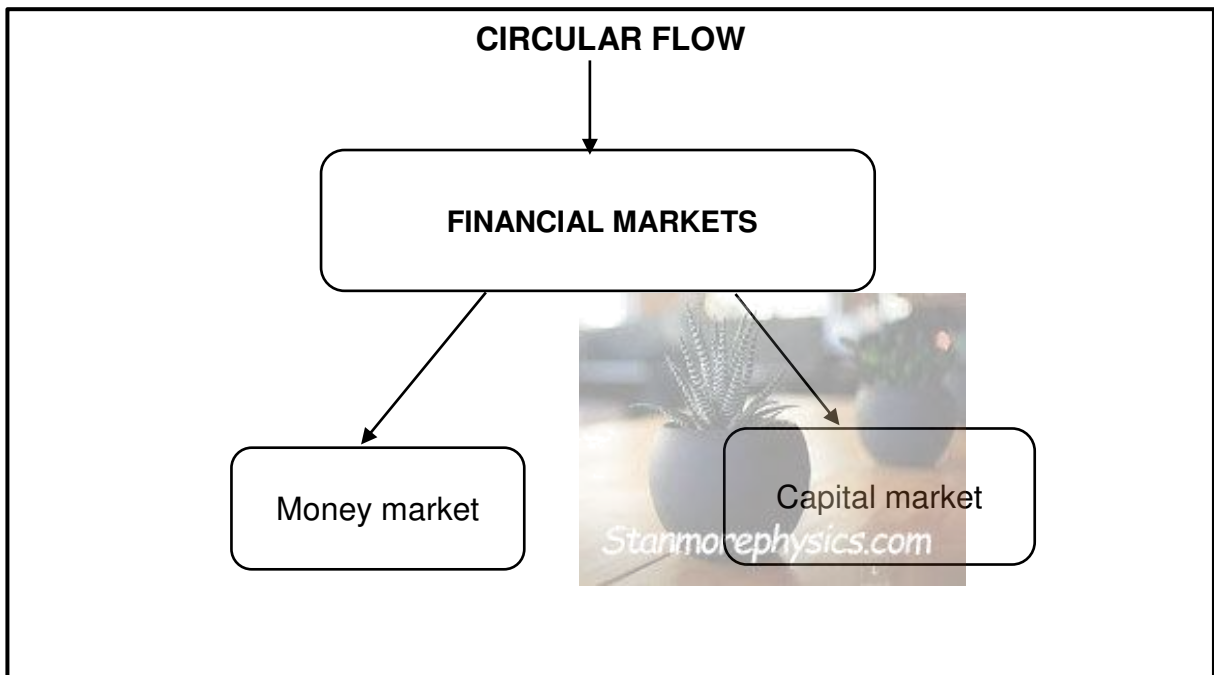 CIRCULAR FLOW
FINANCIAL MARKETS
Money market
Capital market
Stanmorephysics.com